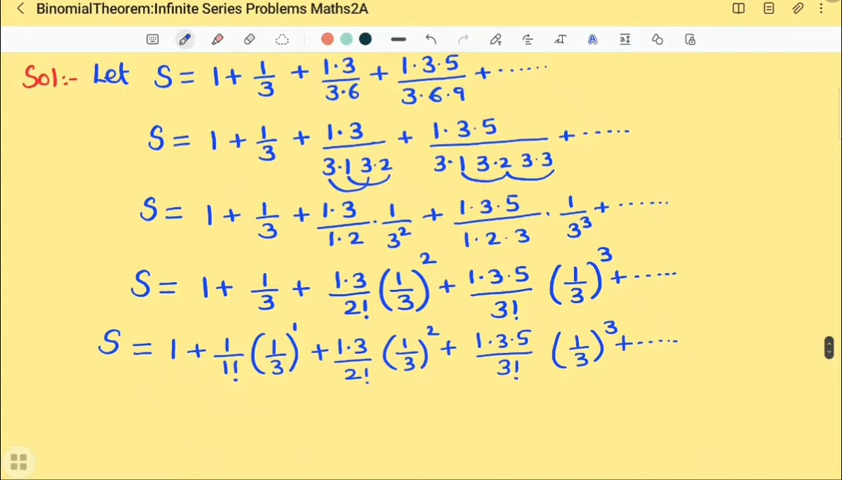 BinomialTheorem:Infinite Series Problems Maths2A
Sol:- Let S = 1 + 1/3 + 1·3/3·6 + 1·3·5/3·6·9 + ······
S = 1 + 1/3 + 1·3/3·1 3·2 + 1·3·5/3·1 3·2 3·3 + ·····
S = 1 + 1/3 + 1·3/1·2 · 1/3² + 1·3·5/1·2·3 · 1/3³ + ······
S = 1 + 1/3 + 1·3/2! (1/3)² + 1·3·5/3! (1/3)³ + ·····
S = 1 + 1/1! (1/3)¹ + 1·3/2! (1/3)² + 1·3·5/3! (1/3)³ + ·····